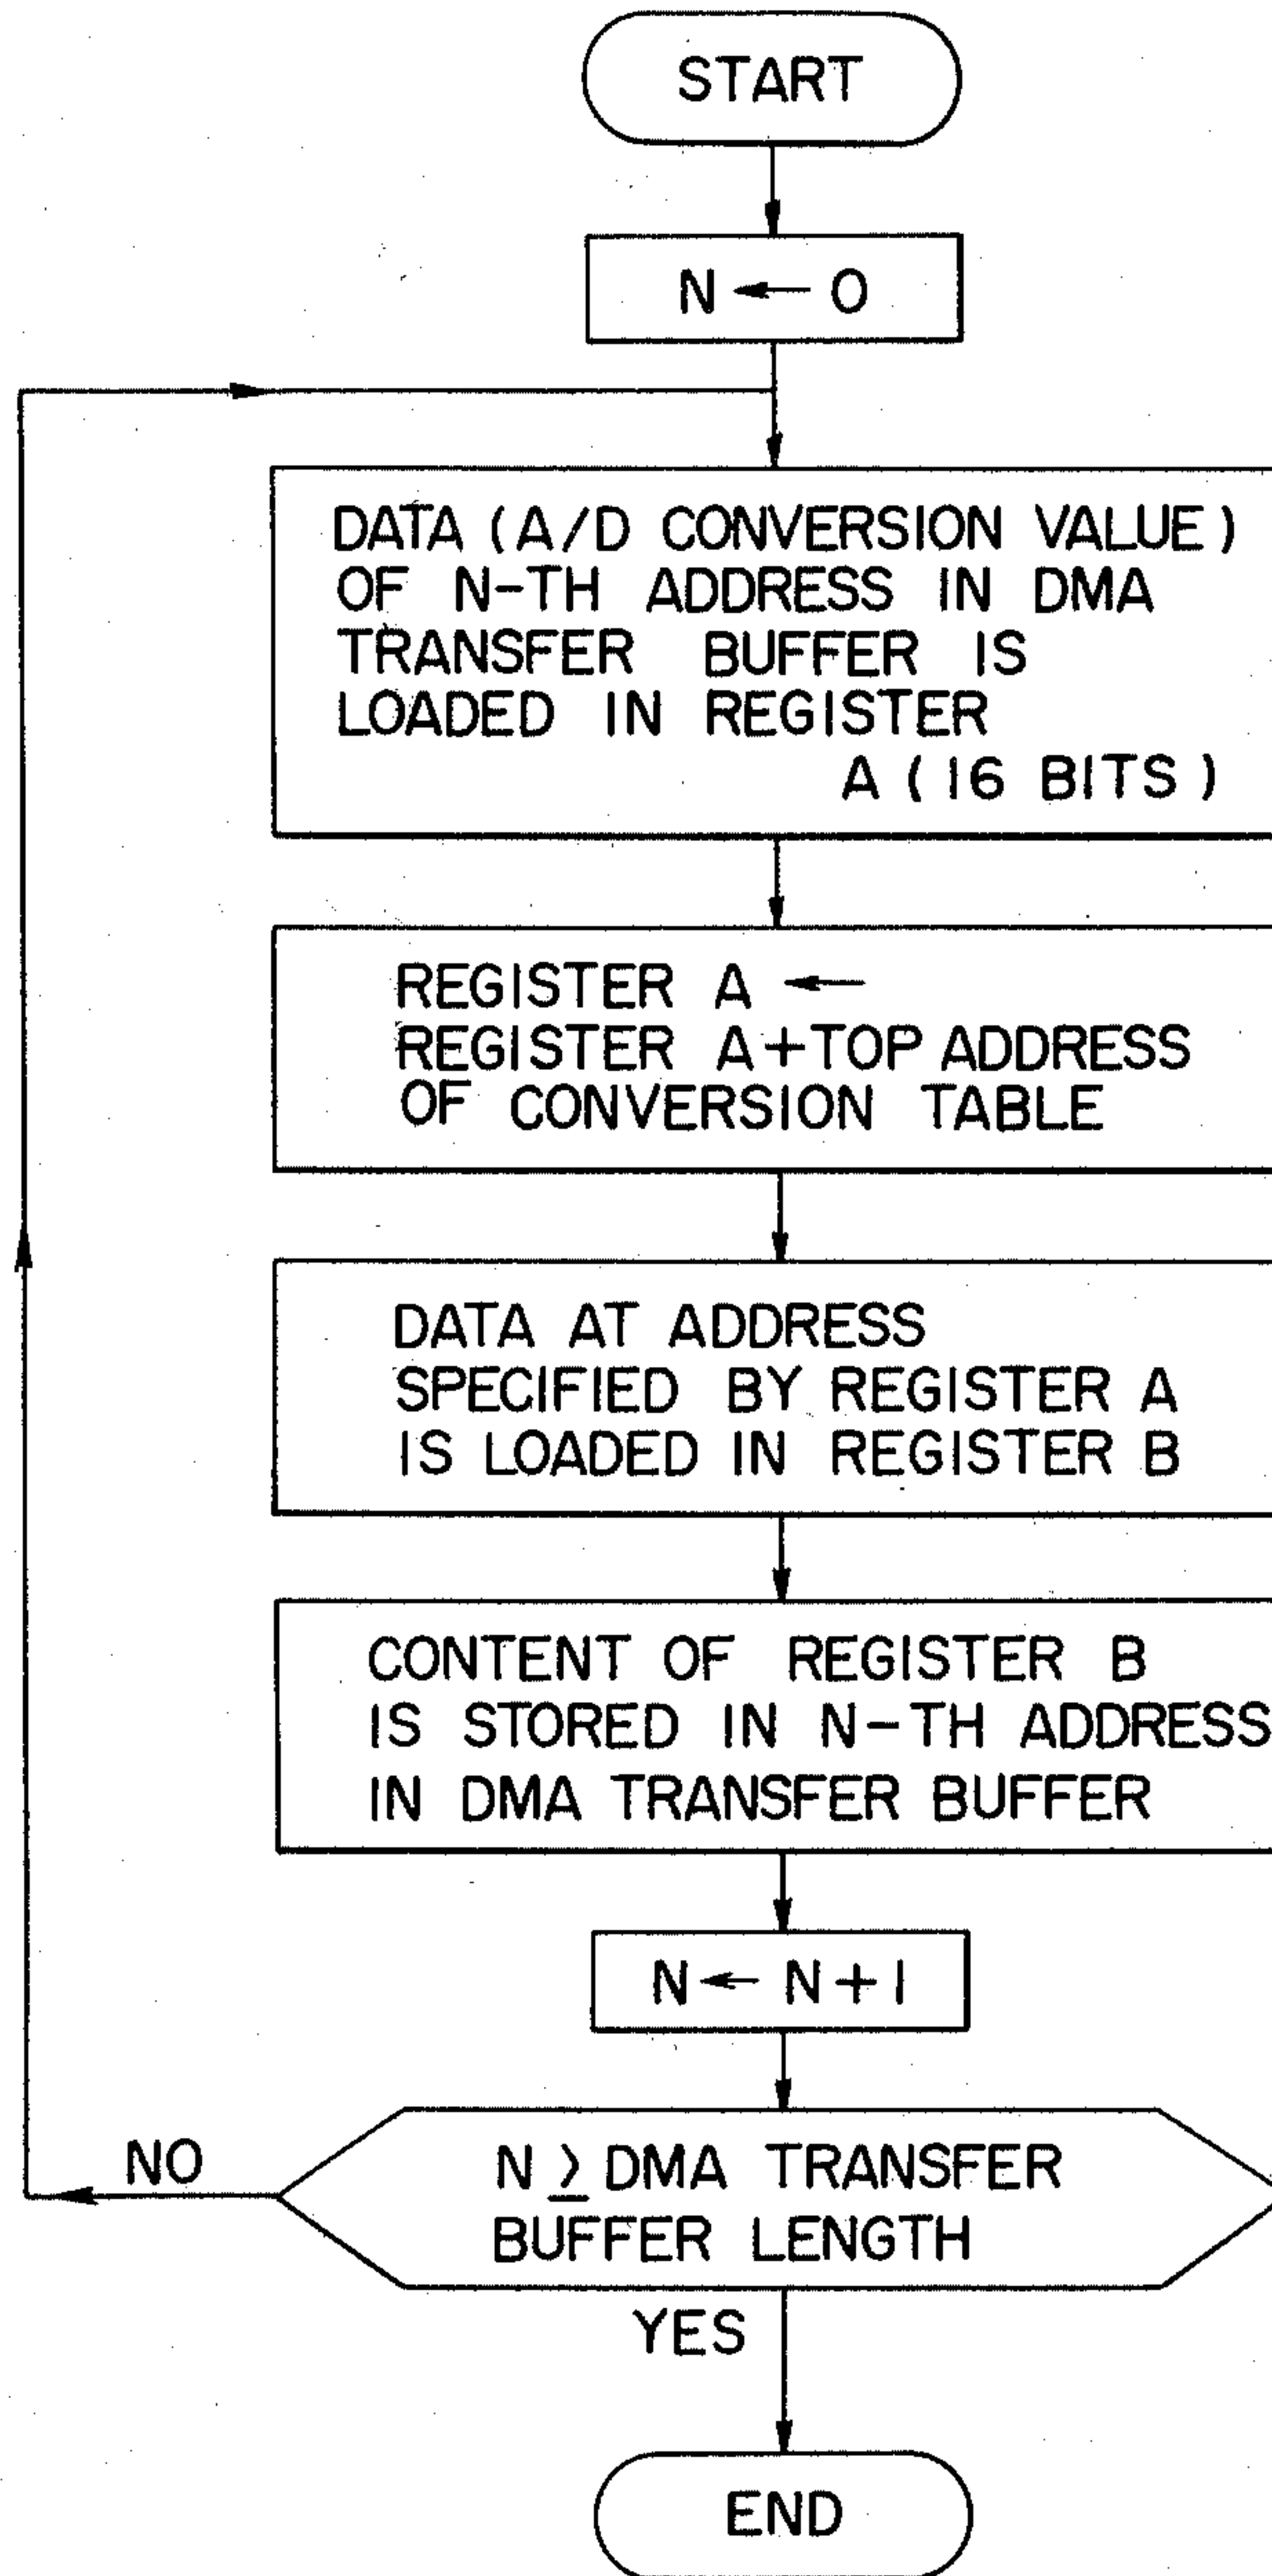 START
N ← O
DATA (A/D CONVERSION VALUE)
OF N-TH ADDRESS IN DMA
TRANSFER BUFFER IS
LOADED IN REGISTER
A (16 BITS)
REGISTER A ←
REGISTER A+TOP ADDRESS
OF CONVERSION TABLE
DATA AT ADDRESS
SPECIFIED BY REGISTER A
IS LOADED IN REGISTER B
CONTENT OF REGISTER B
IS STORED IN N-TH ADDRESS
IN DMA TRANSFER BUFFER
N ← N+1
N ≥ DMA TRANSFER
BUFFER LENGTH
NO
YES
END